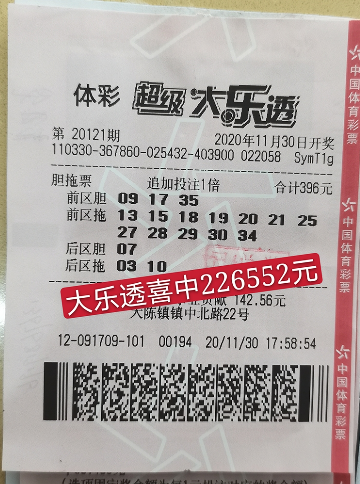 体彩 超级大乐透
第 20121期 2020年11月30日开奖
110330-367860-025432-403900 022058 SymT1g
胆拖票 追加投注1倍 合计396元
前区胆 09 17 35
前区拖 13 15 18 19 20 21 25
27 28 29 30 34
后区胆 07
后区拖 03 10
大乐透喜中226552元
贡献 142.56元
大陈镇镇中北路22号
12-091709-101 00194 20/11/30 17:58:54
中国体育彩票
中国体育彩票
中国体育彩票